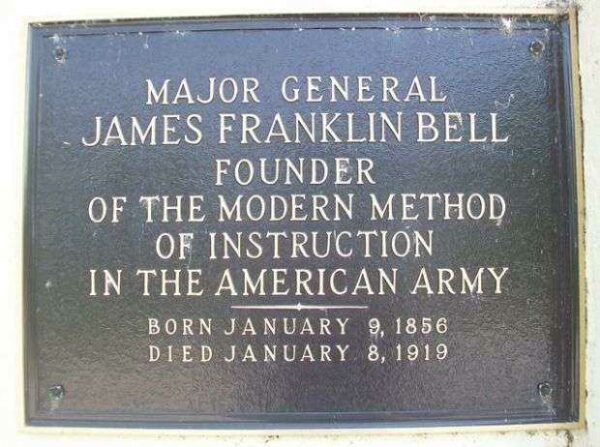 MAJOR GENERAL
JAMES FRANKLIN BELL
FOUNDER
OF THE MODERN METHOD
OF INSTRUCTION
IN THE AMERICAN ARMY
BORN JANUARY 9, 1856
DIED JANUARY 8, 1919